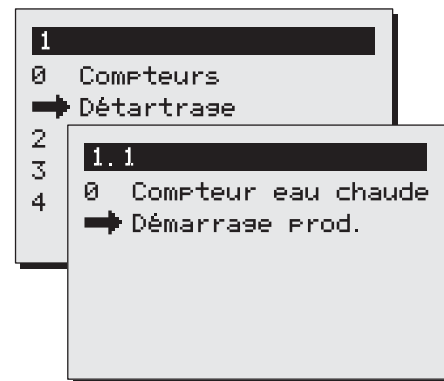 1
0 Compteurs
Détartrage
2
3
4
1.1
0 Compteur eau chaude
Démarrage prod.